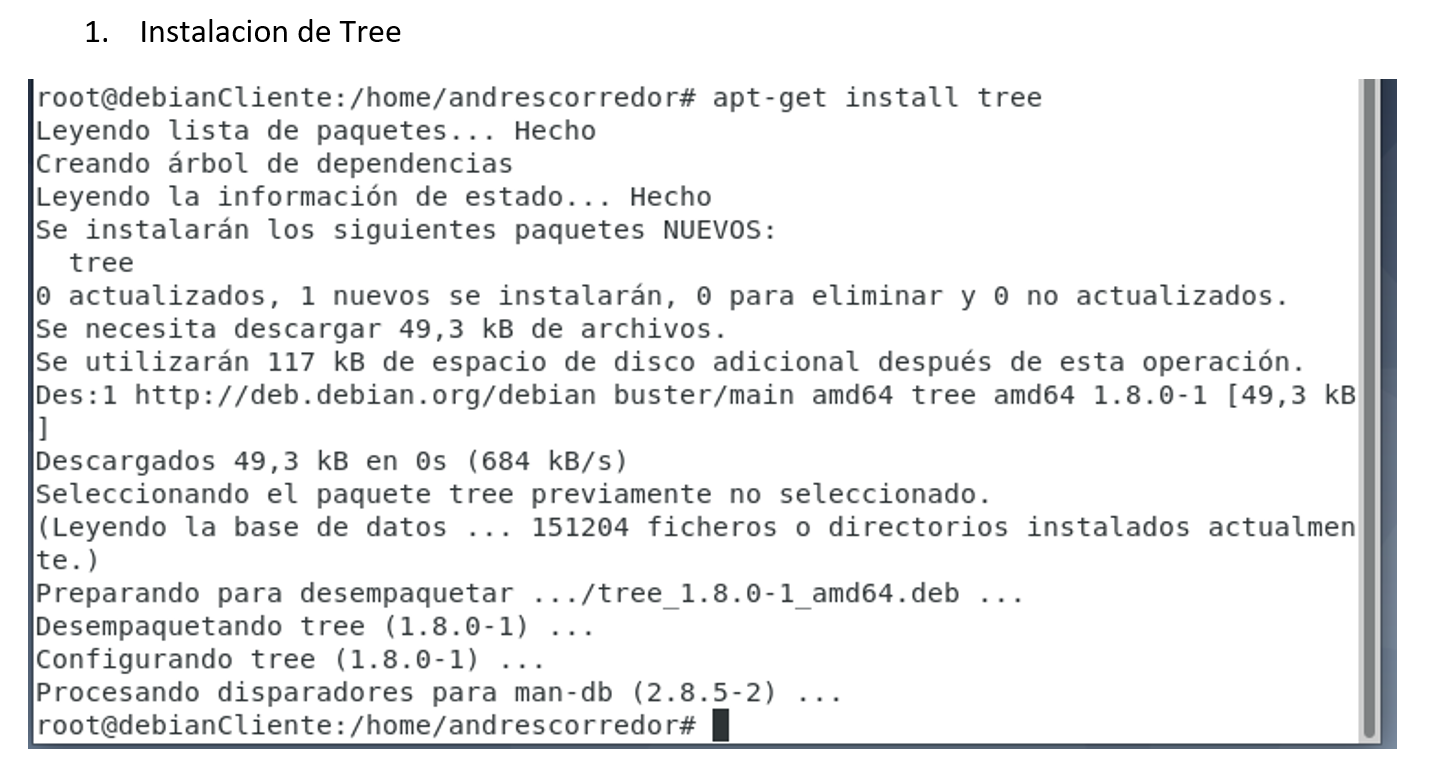 1. Instalacion de Tree
root@debianCliente:/home/andrescorredor# apt-get install tree
Leyendo lista de paquetes... Hecho
Creando árbol de dependencias
Leyendo la información de estado... Hecho
Se instalarán los siguientes paquetes NUEVOS:
  tree
0 actualizados, 1 nuevos se instalarán, 0 para eliminar y 0 no actualizados.
Se necesita descargar 49,3 kB de archivos.
Se utilizarán 117 kB de espacio de disco adicional después de esta operación.
Des:1 http://deb.debian.org/debian buster/main amd64 tree amd64 1.8.0-1 [49,3 kB
]
Descargados 49,3 kB en 0s (684 kB/s)
Seleccionando el paquete tree previamente no seleccionado.
(Leyendo la base de datos ... 151204 ficheros o directorios instalados actualmen
te.)
Preparando para desempaquetar .../tree_1.8.0-1_amd64.deb ...
Desempaquetando tree (1.8.0-1) ...
Configurando tree (1.8.0-1) ...
Procesando disparadores para man-db (2.8.5-2) ...
root@debianCliente:/home/andrescorredor#